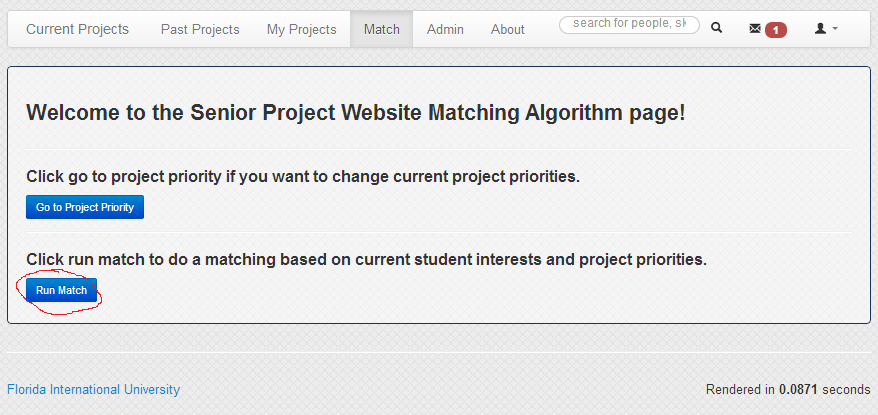 Current Projects Past Projects My Projects Match Admin About search for people, sk 1
Welcome to the Senior Project Website Matching Algorithm page!
Click go to project priority if you want to change current project priorities.
Go to Project Priority
Click run match to do a matching based on current student interests and project priorities.
Run Match
Florida International University Rendered in 0.0871 seconds